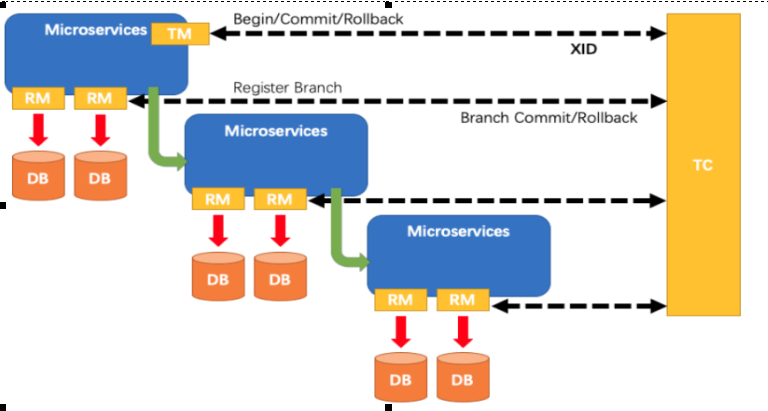 Begin/Commit/Rollback
Microservices
TM
XID
RM
RM
Register Branch
Branch Commit/Rollback
Microservices
TC
DB
DB
RM
RM
Microservices
DB
DB
RM
RM
DB
DB